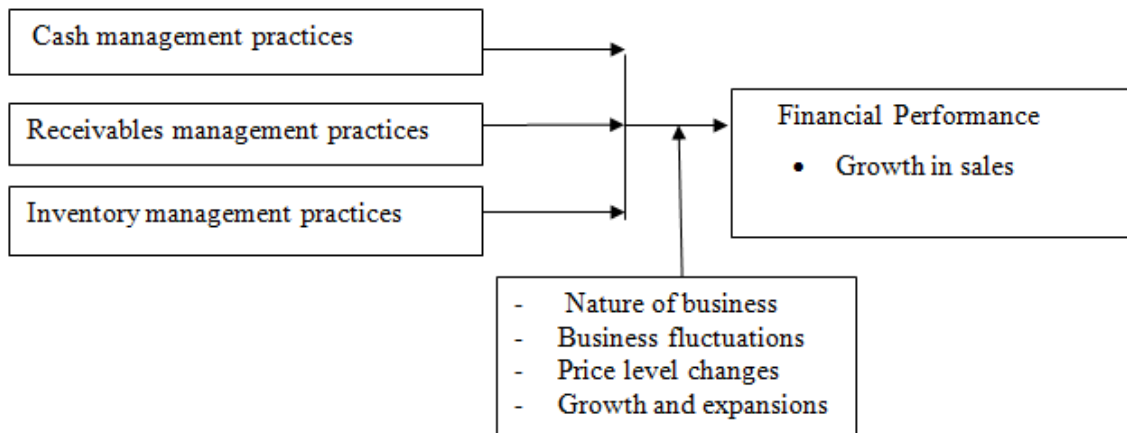 Cash management practices
Receivables management practices
Inventory management practices
Financial Performance
• Growth in sales
- Nature of business
- Business fluctuations
- Price level changes
- Growth and expansions